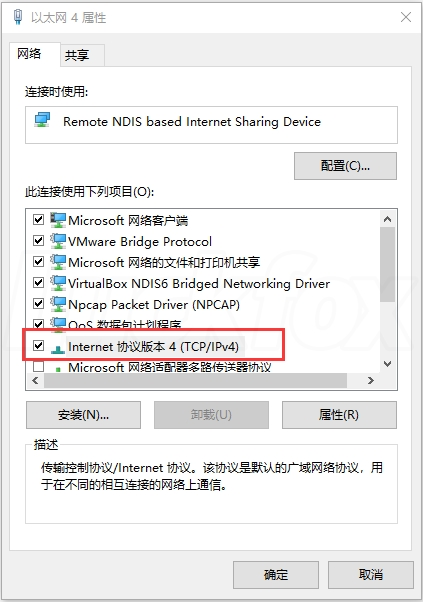 以太网 4 属性
网络
共享
连接时使用:
Remote NDIS based Internet Sharing Device
配置(C)...
此连接使用下列项目(O):
Microsoft 网络客户端
VMware Bridge Protocol
Microsoft 网络的文件和打印机共享
VirtualBox NDIS6 Bridged Networking Driver
Npcap Packet Driver (NPCAP)
QoS 数据包计划程序
Internet 协议版本 4 (TCP/IPv4)
Microsoft 网络适配器多路传送器协议
安装(N)...
卸载(U)
属性(R)
描述
传输控制协议/Internet 协议。该协议是默认的广域网络协议，用
于在不同的相互连接的网络上通信。
确定
取消